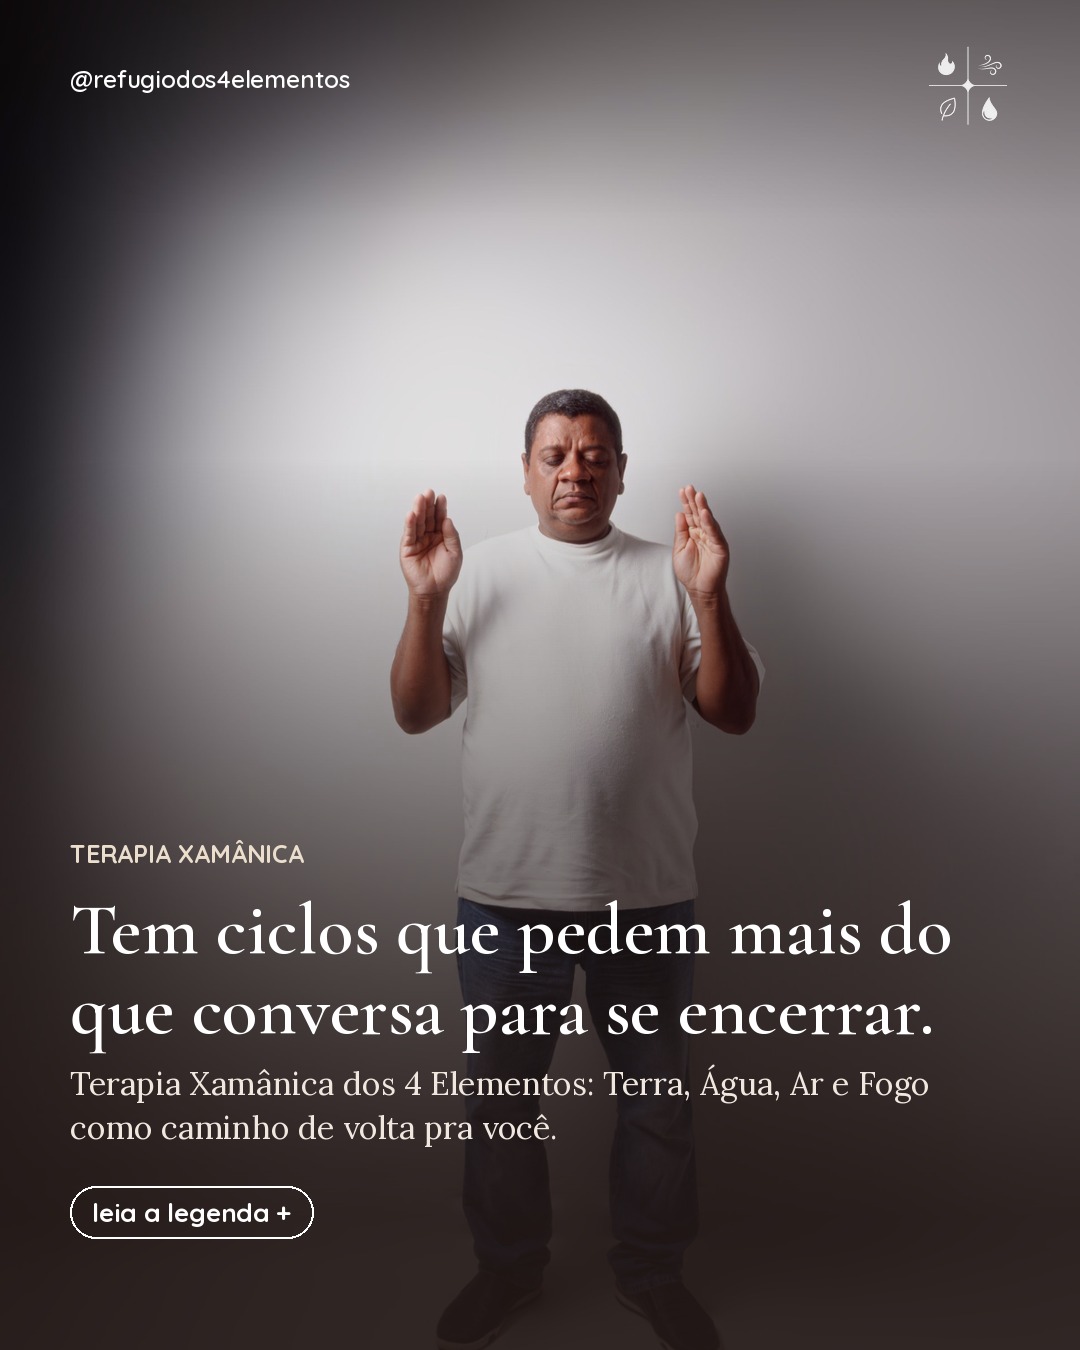 @refugiodos4elementos
TERAPIA XAMÂNICA
Tem ciclos que pedem mais do
que conversa para se encerrar.
Terapia Xamânica dos 4 Elementos: Terra, Água, Ar e Fogo
como caminho de volta pra você.
leia a legenda +